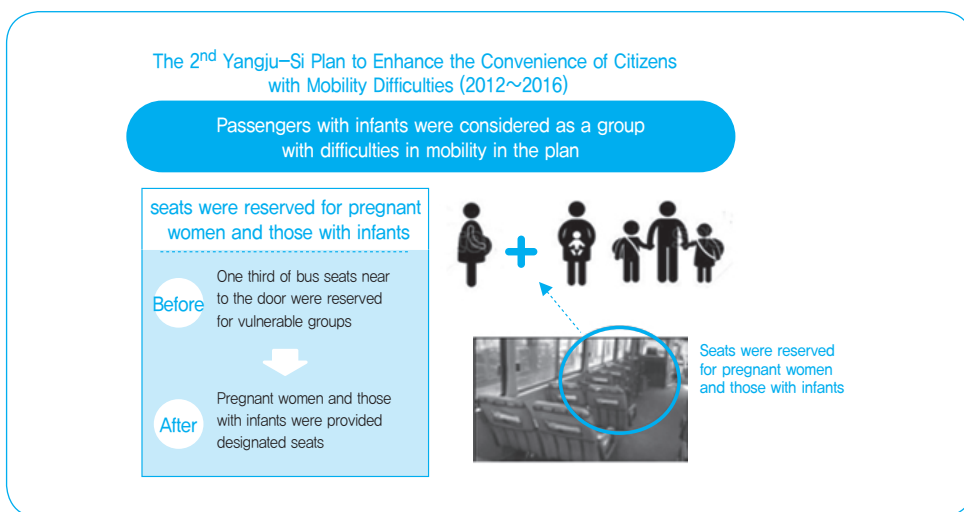 The 2nd Yangju-Si Plan to Enhance the Convenience of Citizens
with Mobility Difficulties (2012~2016)
Passengers with infants were considered as a group
with difficulties in mobility in the plan
seats were reserved for pregnant
women and those with infants
Before
One third of bus seats near
to the door were reserved
for vulnerable groups
After
Pregnant women and those
with infants were provided
designated seats
Seats were reserved
for pregnant women
and those with infants